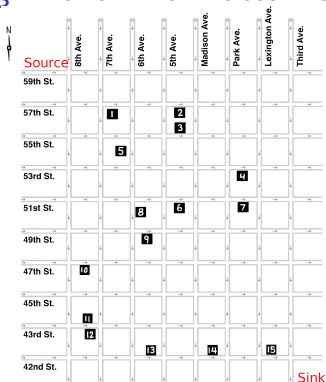 N
8th Ave.
7th Ave.
6th Ave.
5th Ave.
Madison Ave.
Park Ave.
Lexington Ave.
Third Ave.
Source
59th St.
57th St.
1
2
3
55th St.
5
53rd St.
4
51st St.
8
6
7
49th St.
9
47th St.
10
45th St.
11
43rd St.
12
13
14
15
42nd St.
Sink